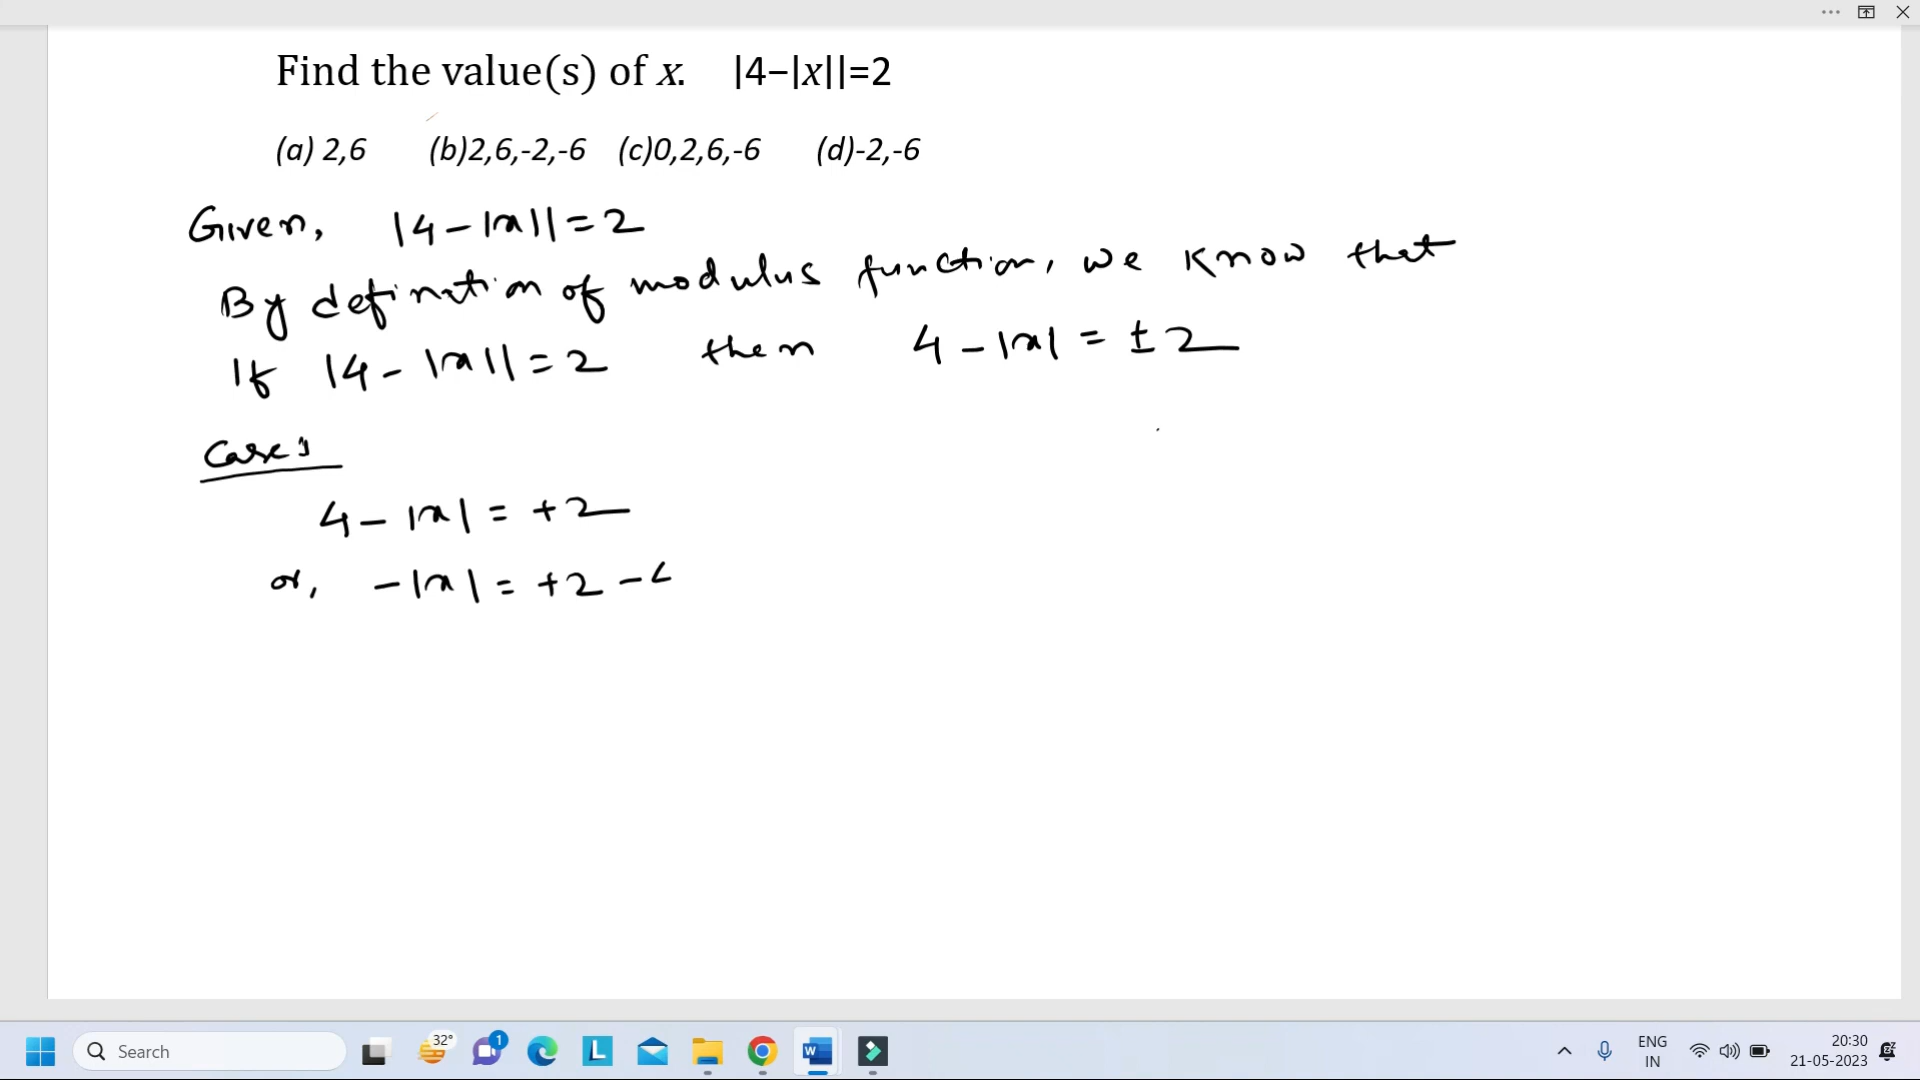 Find the value(s) of x. |4−|x||=2
(a) 2,6 (b)2,6,-2,-6 (c)0,2,6,-6 (d)-2,-6
Given, |4-|x||=2
By defination of modulus function, we know that
If |4-|x||=2 then 4-|x| = ±2
Case 1
4-|x| = +2
or, -|x| = +2 -
Search
32°
1
ENG
IN
20:30
21-05-2023